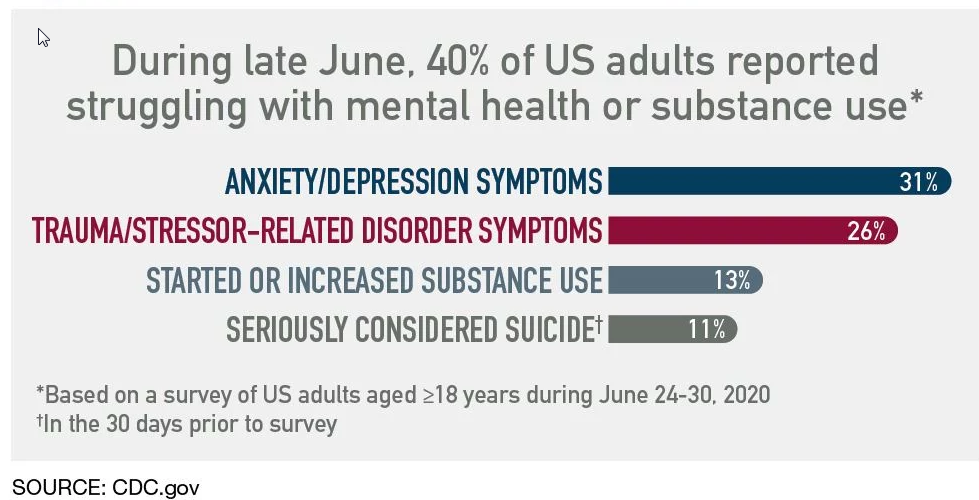 During late June, 40% of US adults reported
struggling with mental health or substance use*
ANXIETY/DEPRESSION SYMPTOMS 31%
TRAUMA/STRESSOR-RELATED DISORDER SYMPTOMS 26%
STARTED OR INCREASED SUBSTANCE USE 13%
SERIOUSLY CONSIDERED SUICIDE† 11%
*Based on a survey of US adults aged ≥18 years during June 24-30, 2020
†In the 30 days prior to survey
SOURCE: CDC.gov